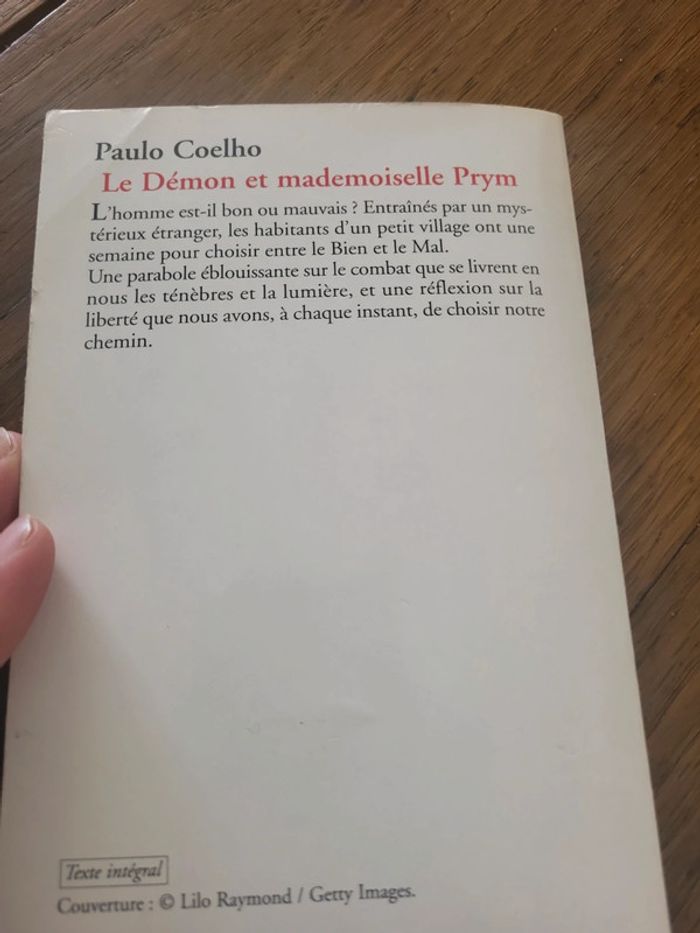 Paulo Coelho
Le Démon et mademoiselle Prym
L'homme est-il bon ou mauvais ? Entraînés par un mys-
térieux étranger, les habitants d'un petit village ont une
semaine pour choisir entre le Bien et le Mal.
Une parabole éblouissante sur le combat que se livrent en
nous les ténèbres et la lumière, et une réflexion sur la
liberté que nous avons, à chaque instant, de choisir notre
chemin.
Texte intégral
Couverture : © Lilo Raymond / Getty Images.